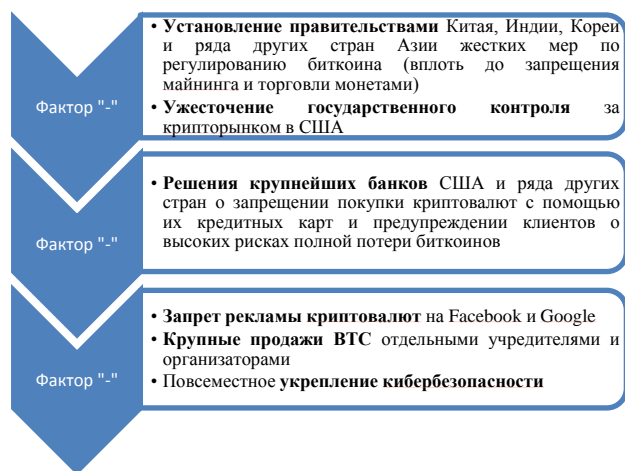 • Установление правительствами Китая, Индии, Кореи
и ряда других стран Азии жестких мер по
регулированию биткоина (вплоть до запрещения
майнинга и торговли монетами)
Фактор "-"
• Ужесточение государственного контроля за
крипторынком в США
• Решения крупнейших банков США и ряда других
стран о запрещении покупки криптовалют с помощью
Фактор "-"
их кредитных карт и предупреждении клиентов о
высоких рисках полной потери биткоинов
• Запрет рекламы криптовалют на Facebook и Google
• Крупные продажи BTC отдельными учредителями и
организаторами
Фактор "-"
• Повсеместное укрепление кибербезопасности